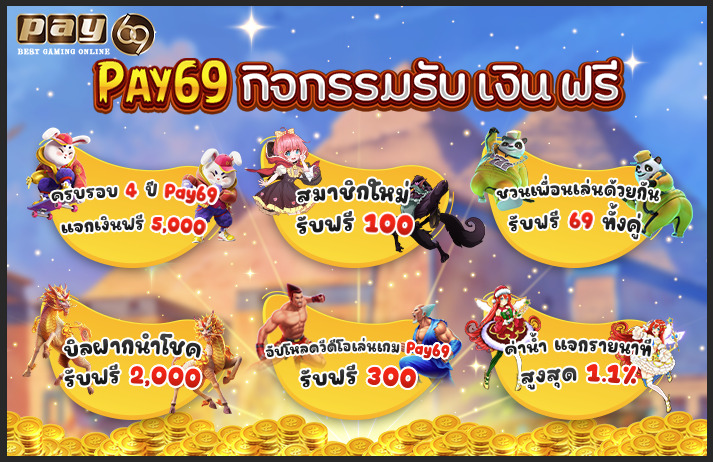 pay69
BEST GAMING ONLINE
PAY69 กิจกรรมรับ เงิน ฟรี
ครบรอบ 4 ปี Pay69
แจกเงินฟรี 5,000
สมาชิกใหม่
รับฟรี 100
ชวนเพื่อนเล่นด้วยกัน
รับฟรี 69 ทั้งคู่
บิลฝากนำโชค
รับฟรี 2,000
อัปโหลดวีดีโอเล่นเกม Pay69
รับฟรี 300
ค่าน้ำ แจกรายนาที
สูงสุด 1.1%